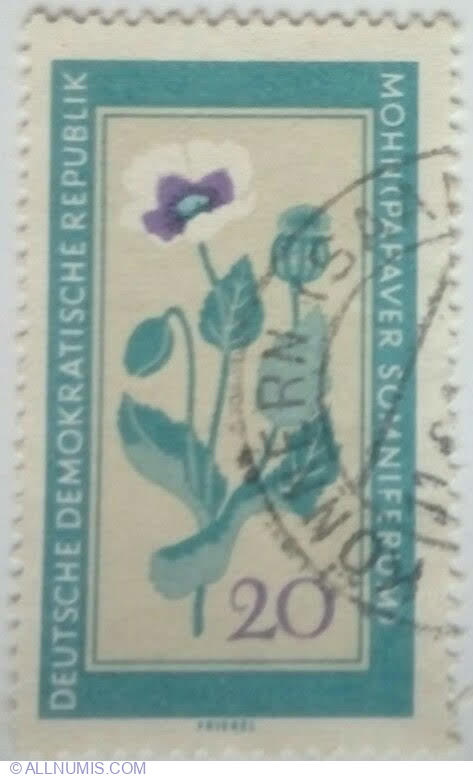 DEUTSCHE DEMOKRATISCHE REPUBLIK
MOHN (PAPAVER SOMNIFERUM)
20
© ALLNUMIS.COM